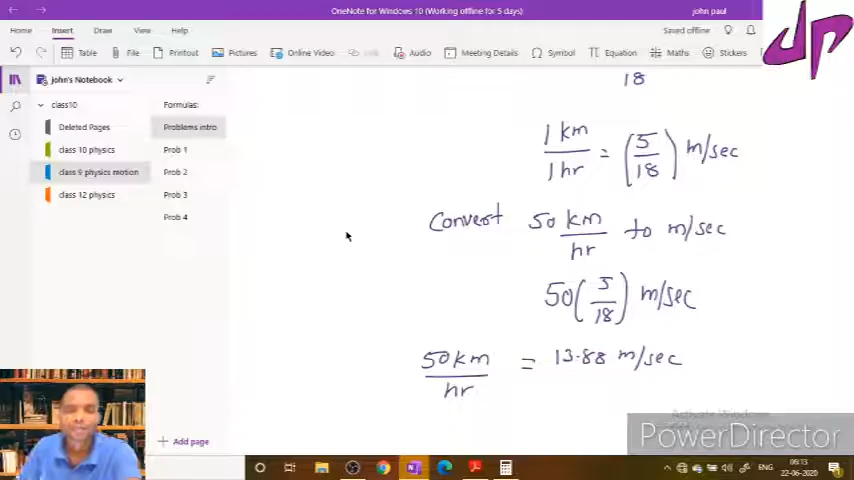 OneNote for Windows 10 (Working offline for 5 days)
john paul
Home Insert Draw View Help
Saved offline
Table File Printout Pictures Online Video Audio Meeting Details Symbol Equation Maths Stickers
dp
john's Notebook
class10
Deleted Pages
class 10 physics
class 9 physics motion
class 12 physics
Formulas:
Problems intro
Prob 1
Prob 2
Prob 3
Prob 4
Add page
18
1 km / 1 hr = (5/18) m/sec
Convert 50 km/hr to m/sec
50 (5/18) m/sec
50 km / hr = 13.88 m/sec
Activate Windows
PowerDirector
ENG
06:13
22-06-2020